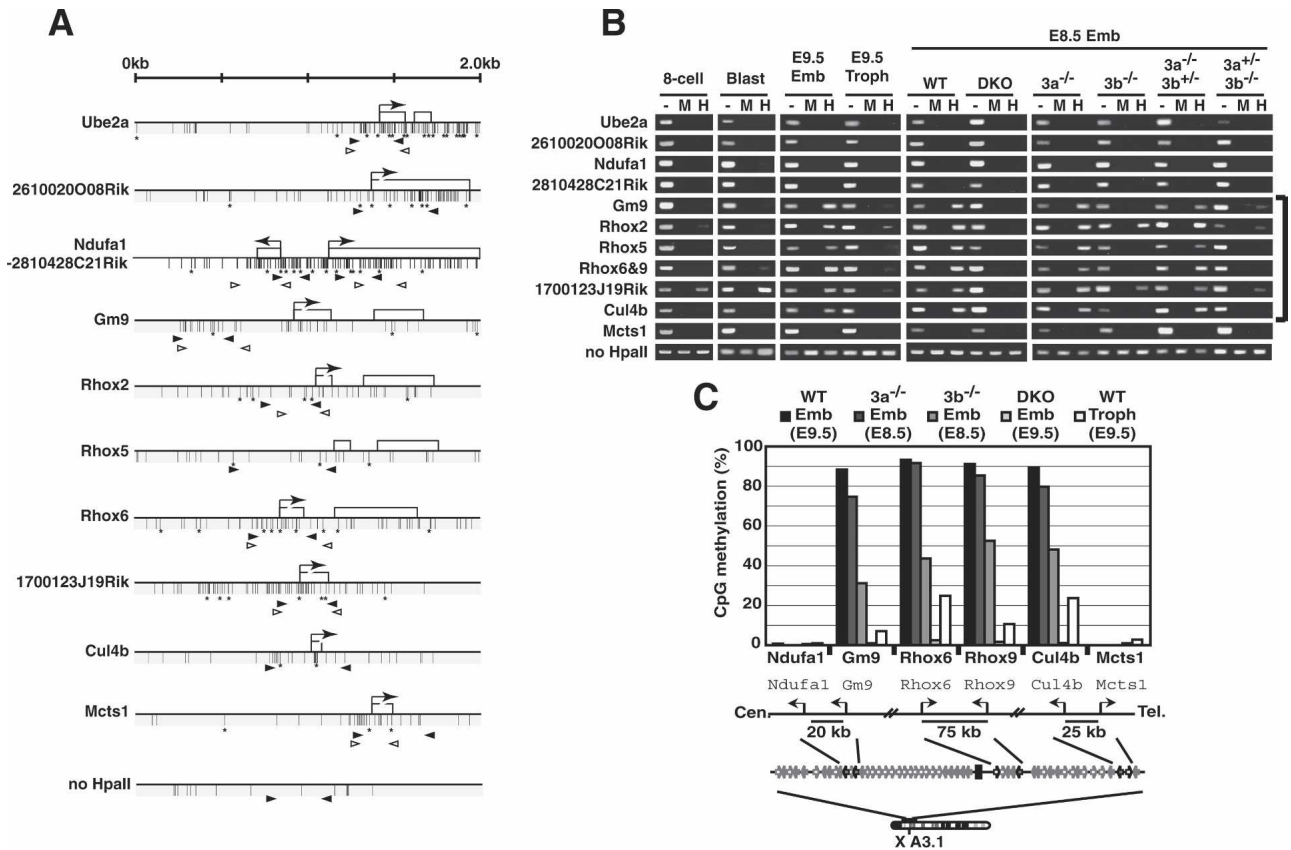 A
0kb 2.0kb
Ube2a
2610020O08Rik
Ndufa1
-2810428C21Rik
Gm9
Rhox2
Rhox5
Rhox6
1700123J19Rik
Cul4b
Mcts1
no HpaII
B
E8.5 Emb
8-cell Blast E9.5 Emb E9.5 Troph WT DKO 3a-/- 3b-/- 3a-/- 3b+/- 3a+/- 3b-/-
- M H - M H - M H - M H - M H - M H - M H - M H - M H - M H
Ube2a
2610020O08Rik
Ndufa1
2810428C21Rik
Gm9
Rhox2
Rhox5
Rhox6&9
1700123J19Rik
Cul4b
Mcts1
no HpaII
C
WT 3a-/- 3b-/- DKO WT
Emb Emb Emb Emb Troph
(E9.5) (E8.5) (E8.5) (E9.5) (E9.5)
CpG methylation (%)
100
80
60
40
20
0
Ndufa1 Gm9 Rhox6 Rhox9 Cul4b Mcts1
Ndufa1 Gm9 Rhox6 Rhox9 Cul4b Mcts1
Cen. Tel.
20 kb 75 kb 25 kb
X A3.1